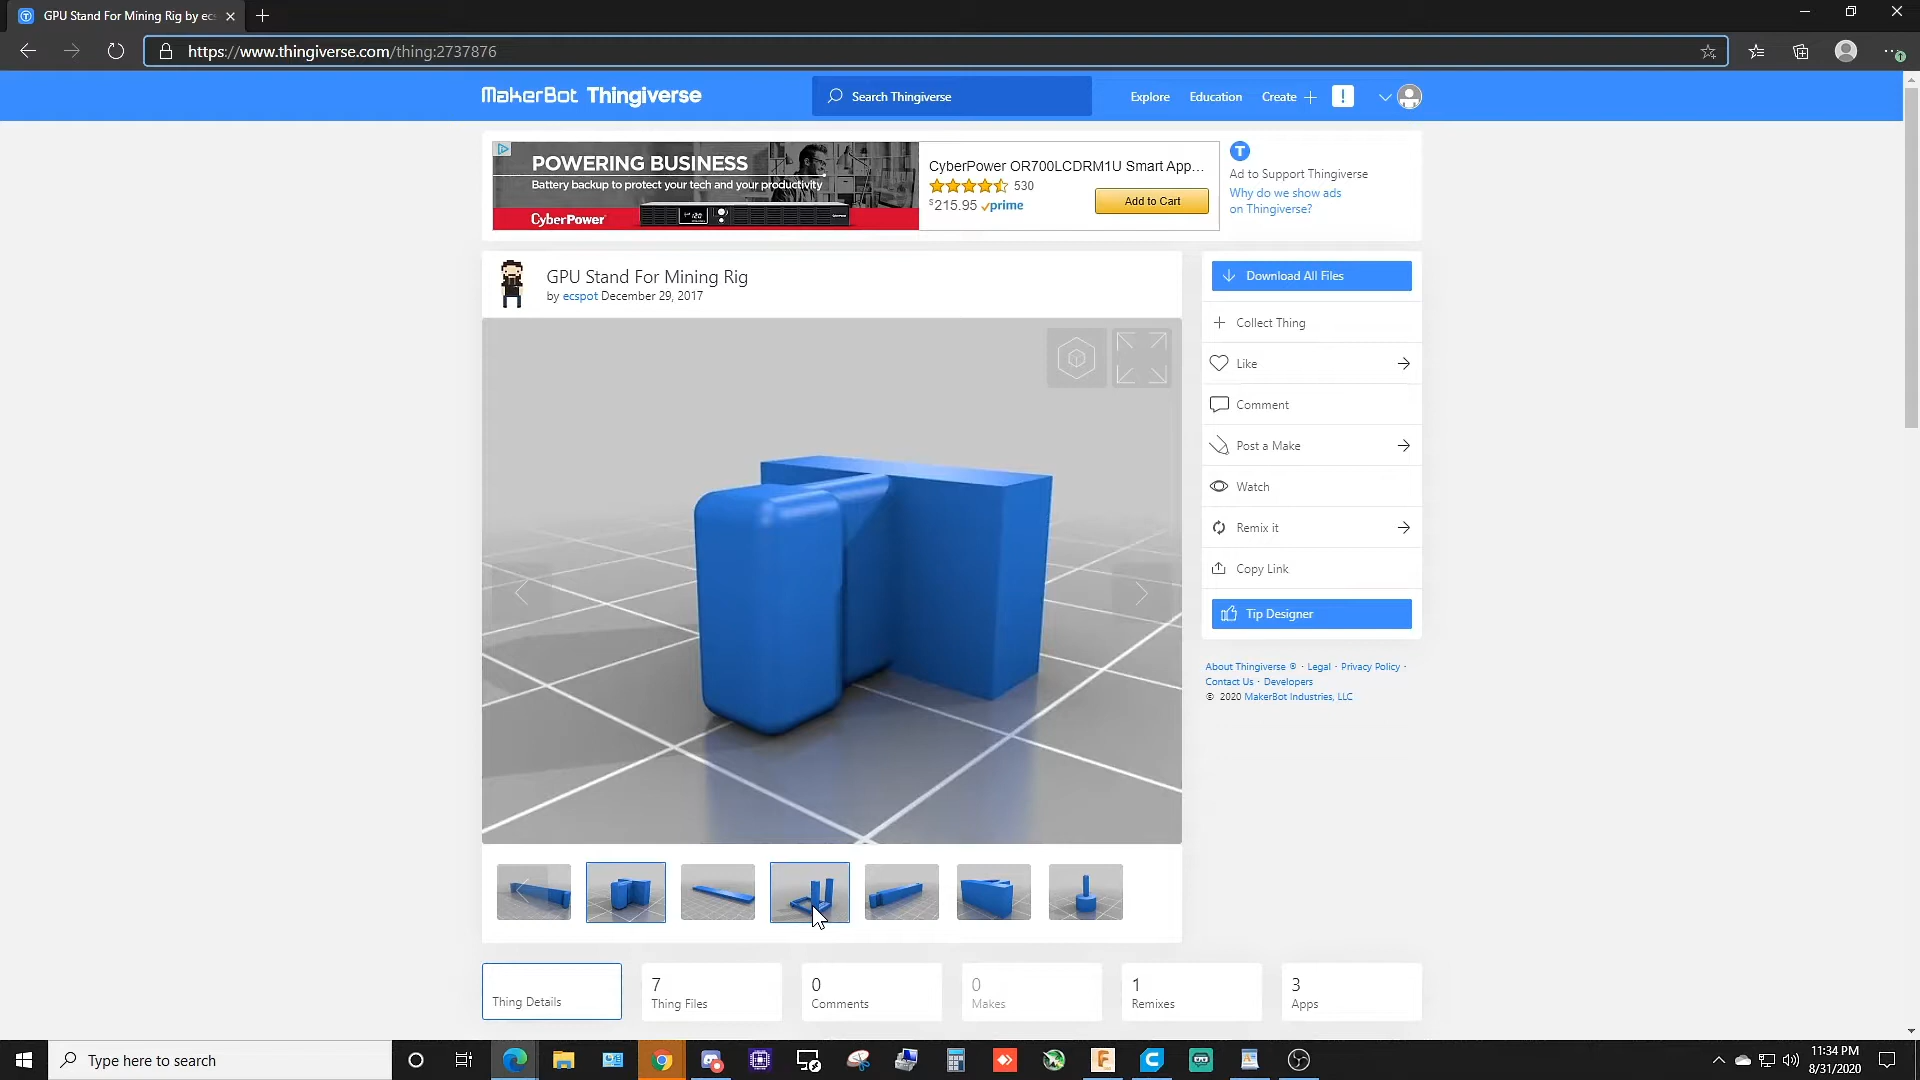 GPU Stand For Mining Rig by ec
https://www.thingiverse.com/thing:2737876
MakerBot Thingiverse
Search Thingiverse
Explore
Education
Create
POWERING BUSINESS
Battery backup to protect your tech and your productivity
CyberPower
CyberPower OR700LCDRM1U Smart App...
530
$215.95 prime
Add to Cart
Ad to Support Thingiverse
Why do we show ads
on Thingiverse?
GPU Stand For Mining Rig
by ecspot December 29, 2017
Download All Files
Collect Thing
Like
Comment
Post a Make
Watch
Remix it
Copy Link
Tip Designer
About Thingiverse ® · Legal · Privacy Policy ·
Contact Us · Developers
© 2020 MakerBot Industries, LLC
Thing Details
7
Thing Files
0
Comments
0
Makes
1
Remixes
3
Apps
Type here to search
11:34 PM
8/31/2020